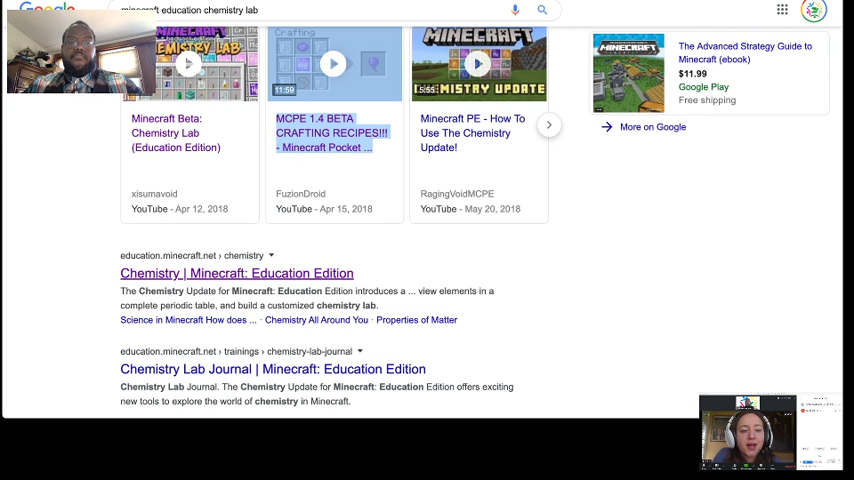 Google
minecraft education chemistry lab
MINECRAFT
CHEMISTRY LAB
Crafting
11:59
MINECRAFT
5:55
CHEMISTRY UPDATE
Minecraft Beta:
Chemistry Lab
(Education Edition)
MCPE 1.4 BETA
CRAFTING RECIPES!!!
- Minecraft Pocket ...
Minecraft PE - How To
Use The Chemistry
Update!
xisumavoid
YouTube - Apr 12, 2018
FuzionDroid
YouTube - Apr 15, 2018
RagingVoidMCPE
YouTube - May 20, 2018
MINECRAFT
The Advanced Strategy Guide to
Minecraft (ebook)
$11.99
Google Play
Free shipping
More on Google
education.minecraft.net › chemistry
Chemistry | Minecraft: Education Edition
The Chemistry Update for Minecraft: Education Edition introduces a ... view elements in a
complete periodic table, and build a customized chemistry lab.
Science in Minecraft How does ... · Chemistry All Around You · Properties of Matter
education.minecraft.net › trainings › chemistry-lab-journal
Chemistry Lab Journal | Minecraft: Education Edition
Chemistry Lab Journal. The Chemistry Update for Minecraft: Education Edition offers exciting
new tools to explore the world of chemistry in Minecraft.